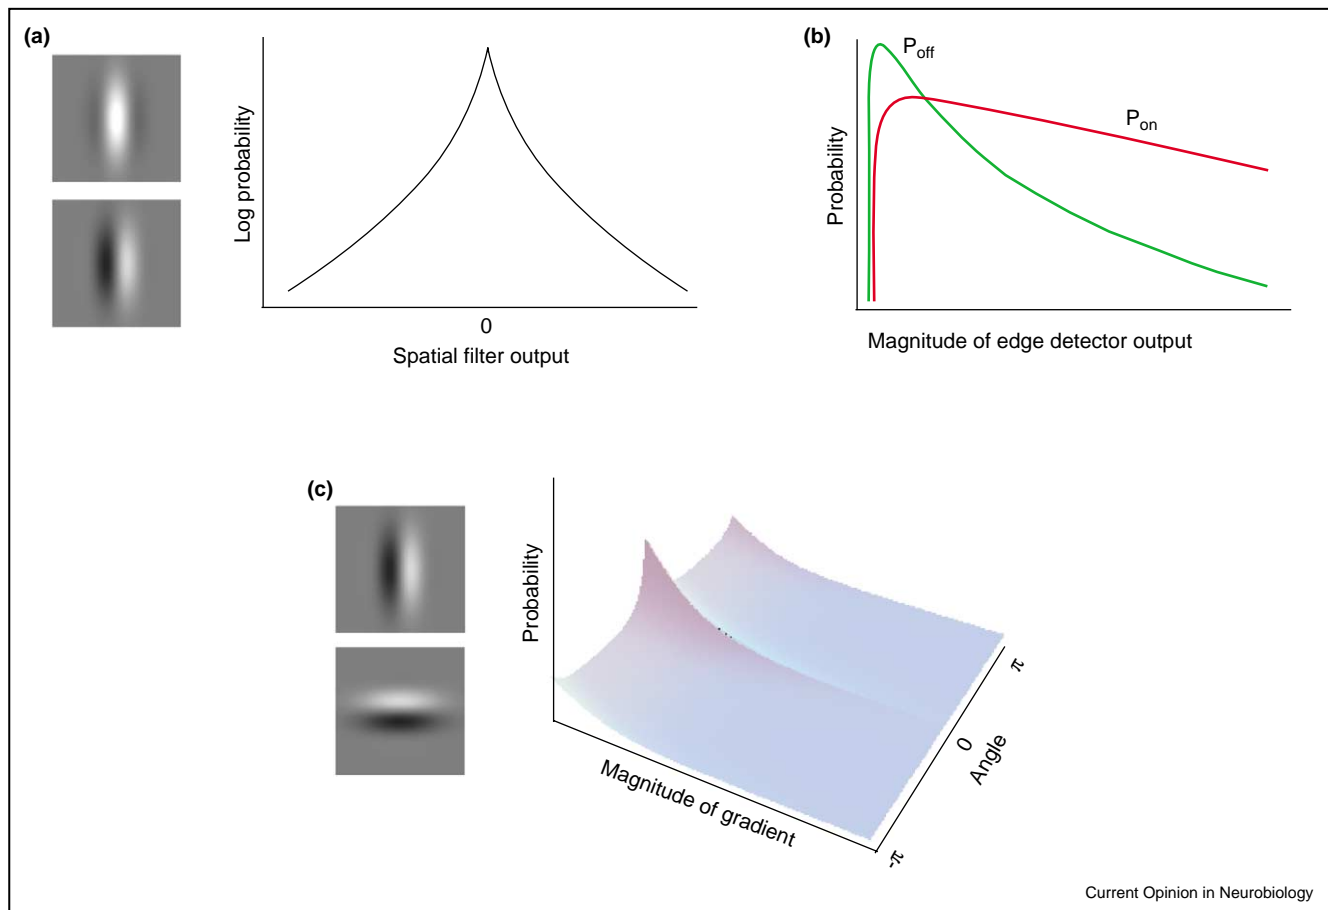 (a)
Log probability
0
Spatial filter output
(b)
P_off
P_on
Probability
Magnitude of edge detector output
(c)
Probability
Magnitude of gradient
π
0
Angle
-π
Current Opinion in Neurobiology